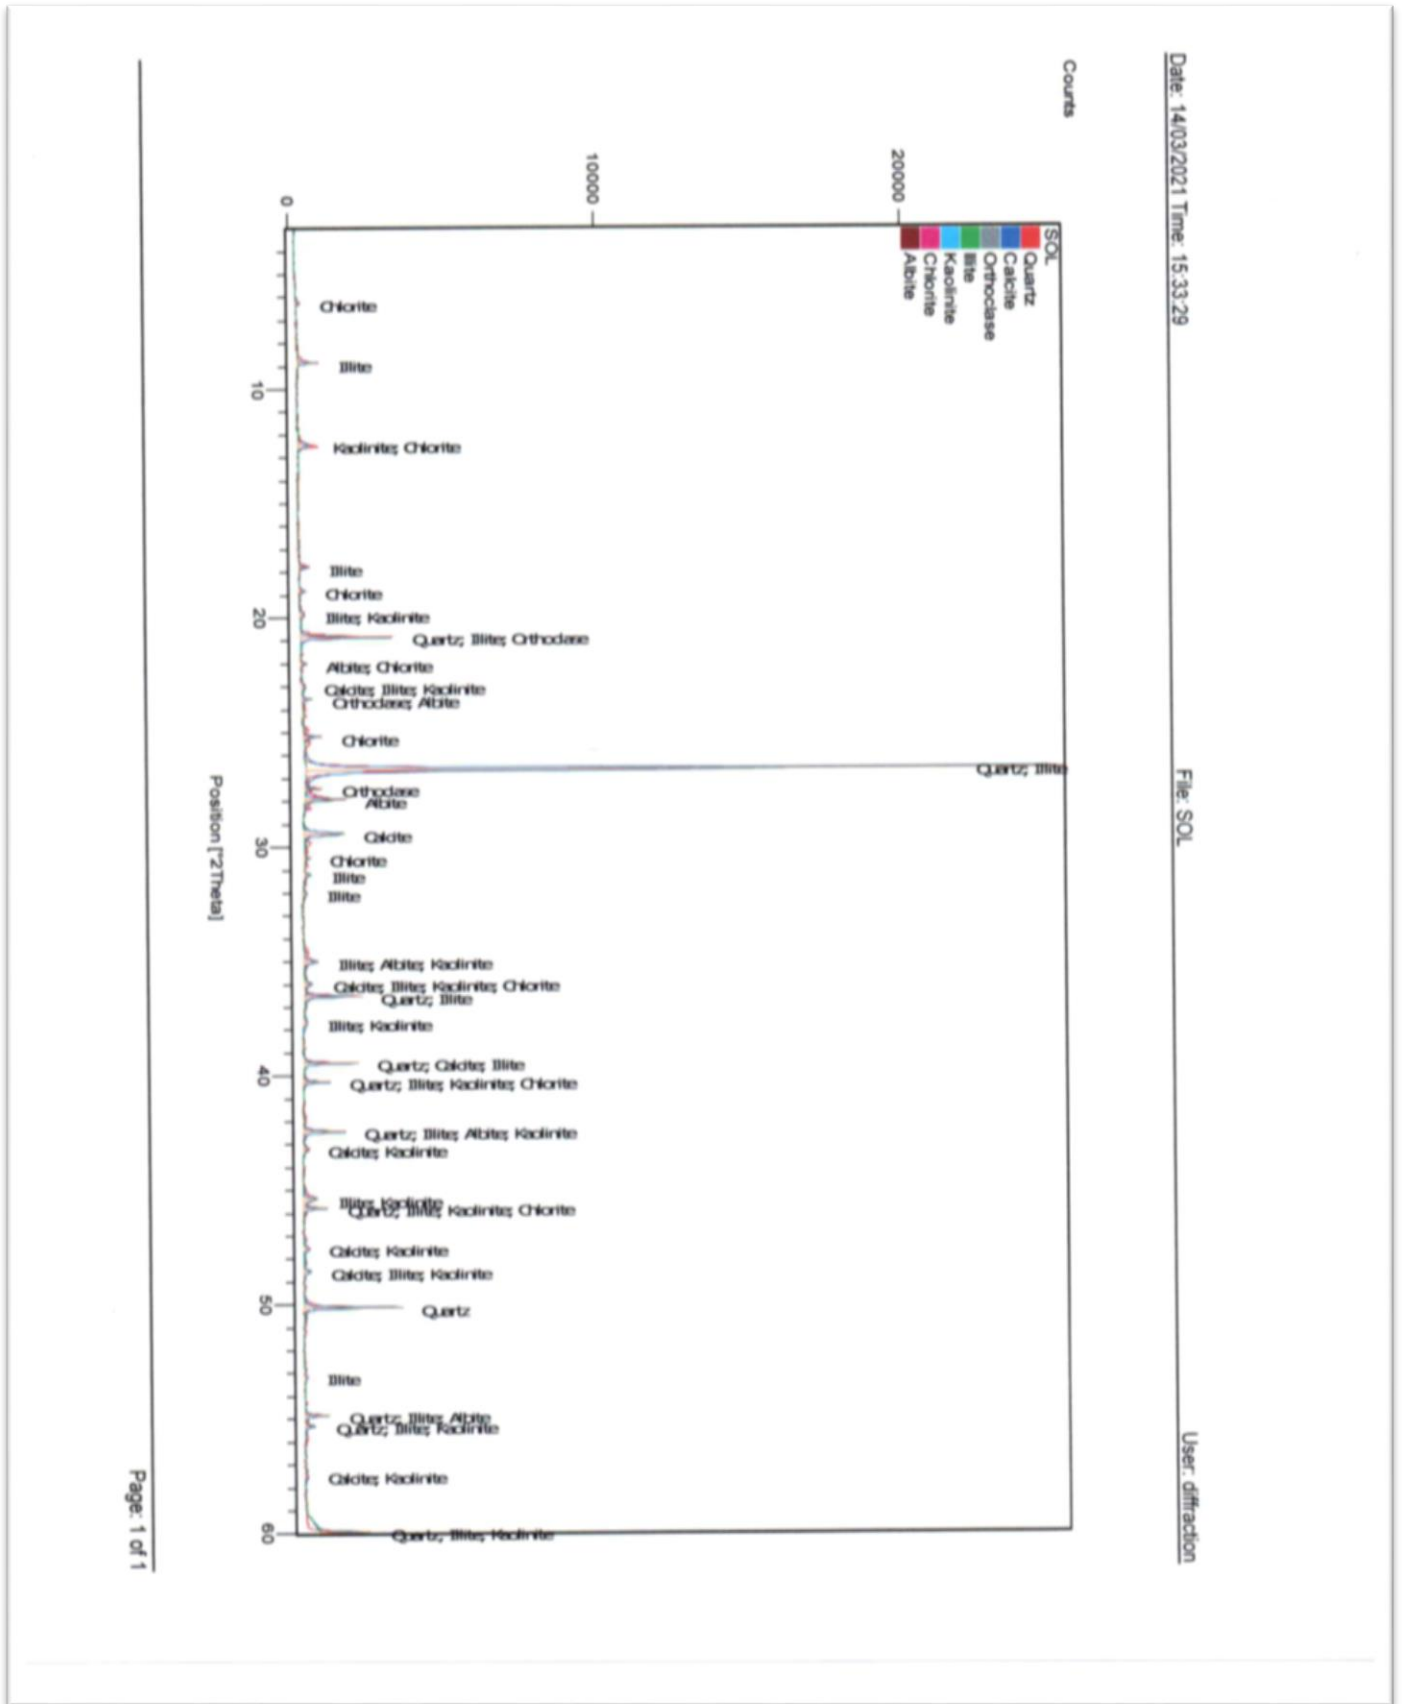 Date: 14/03/2021 Time: 15:33:29
File: SOL
User: diffraction
Counts
SOL
Quartz
Calcite
Orthoclase
Illite
Kaolinite
Chlorite
Albite
20000
10000
0
Chlorite
Illite
Kaolinite; Chlorite
Illite
Chlorite
Illite; Kaolinite
Quartz; Illite; Orthoclase
Albite; Chlorite
Calcite; Illite; Kaolinite
Orthoclase; Albite
Chlorite
Quartz; Illite
Orthoclase
Albite
Calcite
Chlorite
Illite
Illite
Illite; Albite; Kaolinite
Calcite; Illite; Kaolinite; Chlorite
Quartz; Illite
Illite; Kaolinite
Quartz; Calcite; Illite
Quartz; Illite; Kaolinite; Chlorite
Quartz; Illite; Albite; Kaolinite
Calcite; Kaolinite
Illite; Kaolinite
Quartz; Illite; Kaolinite; Chlorite
Calcite; Kaolinite
Calcite; Illite; Kaolinite
Quartz
Illite
Quartz; Illite; Albite
Quartz; Illite; Kaolinite
Calcite; Kaolinite
Quartz; Illite; Kaolinite
10
20
30
40
50
60
Position [°2Theta]
Page: 1 of 1